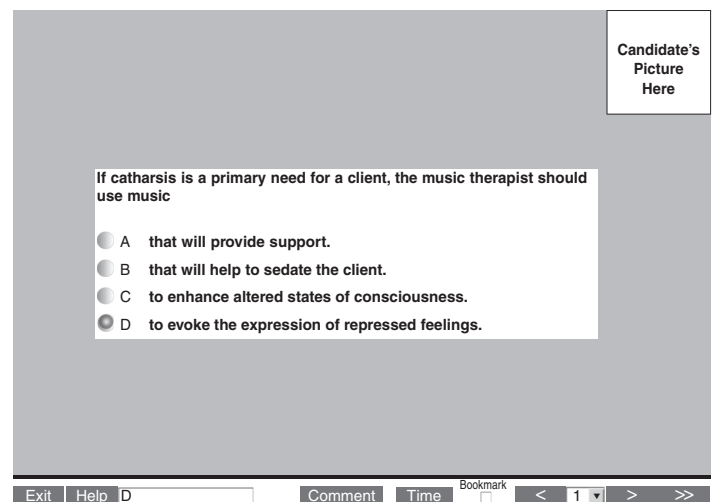 Candidate's
Picture
Here
If catharsis is a primary need for a client, the music therapist should
use music
A that will provide support.
B that will help to sedate the client.
C to enhance altered states of consciousness.
D to evoke the expression of repressed feelings.
Exit Help D Comment Time Bookmark < 1 > >>